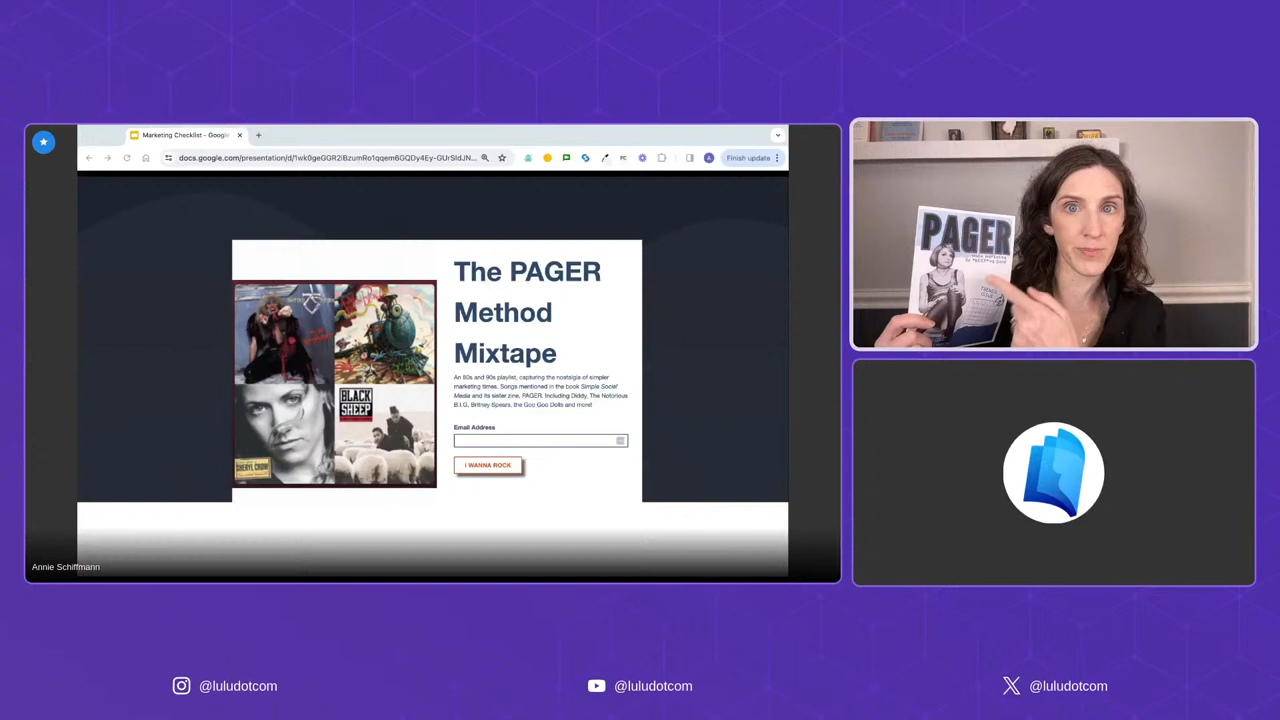 Marketing Checklist - Google
docs.google.com/presentation/d/1wk0geGGR2iBzumRo1qqem6GQDy4Ey-GUrSldJN...
Finish update
The PAGER
Method
Mixtape
An 80s and 90s playlist, capturing the nostalgia of simpler
marketing times. Songs mentioned in the book Simple Social
Media and its sister zine, PAGER. Including Diddy, The Notorious
B.I.G, Britney Spears, the Goo Goo Dolls and more!
Email Address
I WANNA ROCK
BLACK
SHEEP
SHERYL CROW
Annie Schiffmann
PAGER
@luludotcom
@luludotcom
@luludotcom